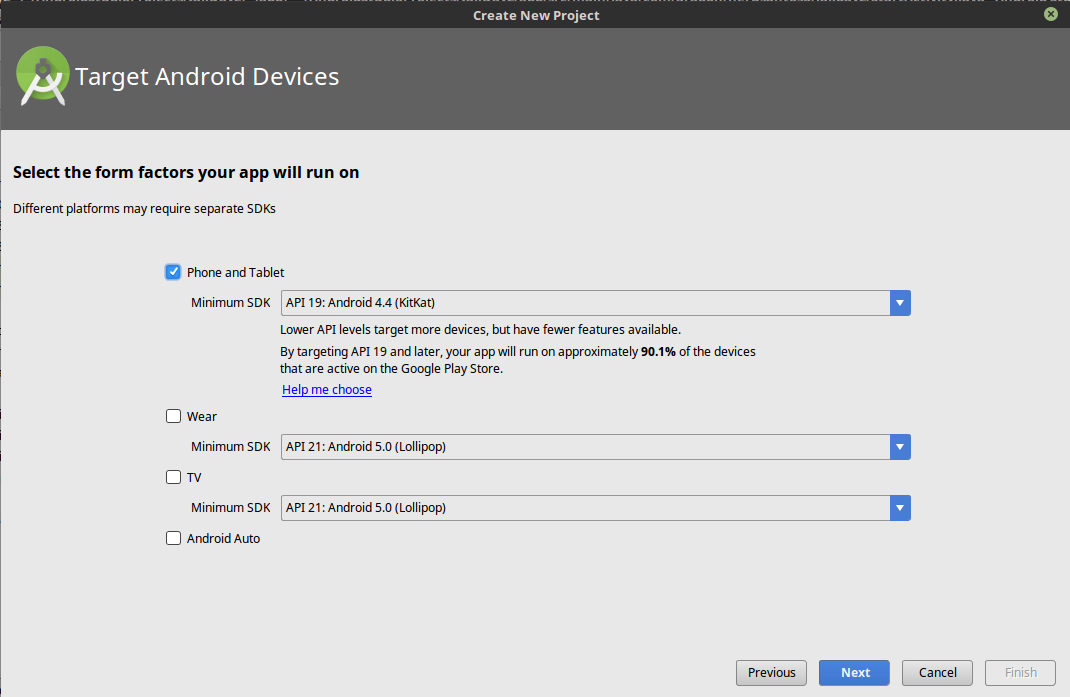 Create New Project
Target Android Devices
Select the form factors your app will run on
Different platforms may require separate SDKs
Phone and Tablet
Minimum SDK API 19: Android 4.4 (KitKat)
Lower API levels target more devices, but have fewer features available.
By targeting API 19 and later, your app will run on approximately 90.1% of the devices
that are active on the Google Play Store.
Help me choose
Wear
Minimum SDK API 21: Android 5.0 (Lollipop)
TV
Minimum SDK API 21: Android 5.0 (Lollipop)
Android Auto
Previous Next Cancel Finish